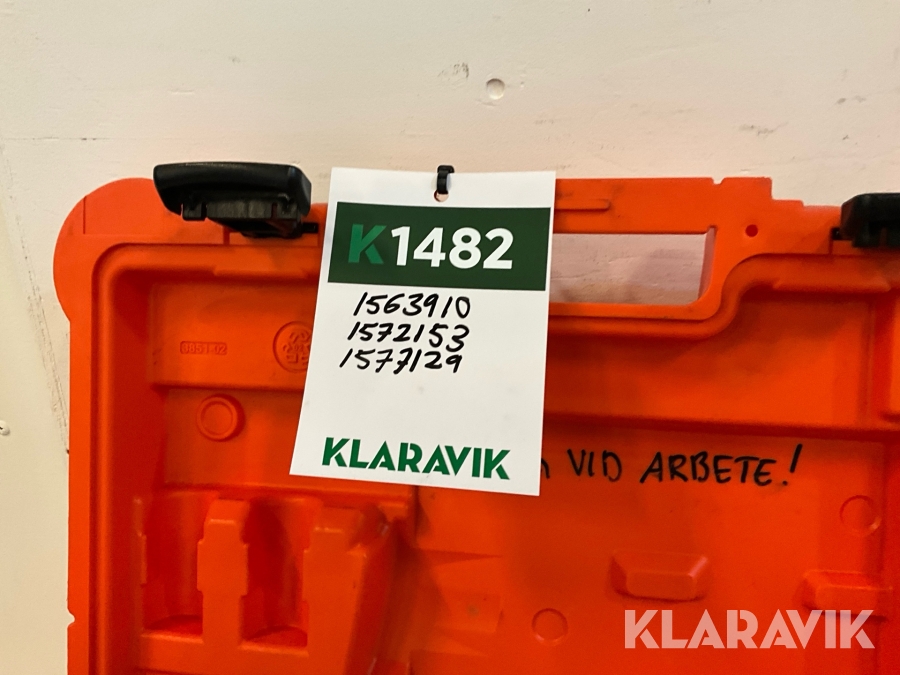 K1482
1563910
1572153
1577129
KLARAVIK
VID ARBETE!
KLARAVIK